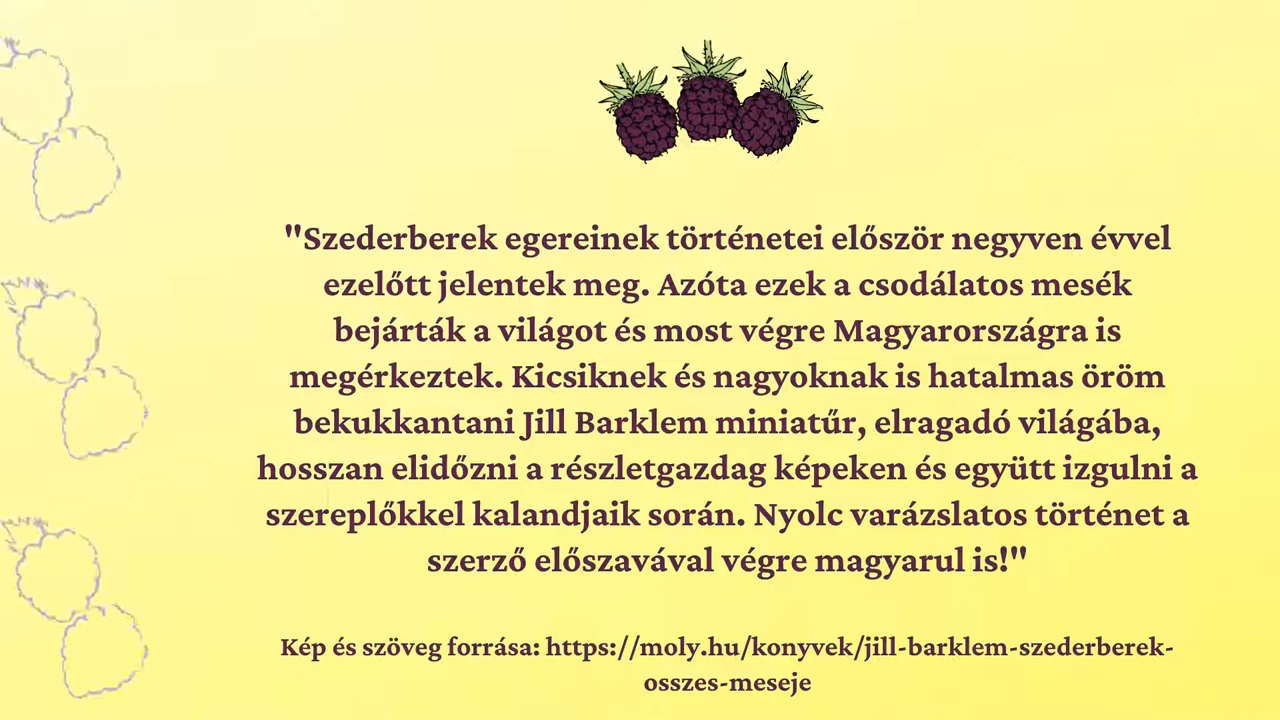 "Szederberek egereinek történetei először negyven évvel
ezelőtt jelentek meg. Azóta ezek a csodálatos mesék
bejárták a világot és most végre Magyarországra is
megérkeztek. Kicsiknek és nagyoknak is hatalmas öröm
bekukkantani Jill Barklem miniatűr, elragadó világába,
hosszan elidőzni a részletgazdag képeken és együtt izgulni a
szereplőkkel kalandjaik során. Nyolc varázslatos történet a
szerző előszavával végre magyarul is!"
Kép és szöveg forrása: https://moly.hu/konyvek/jill-barklem-szederberek-
osszes-meseje